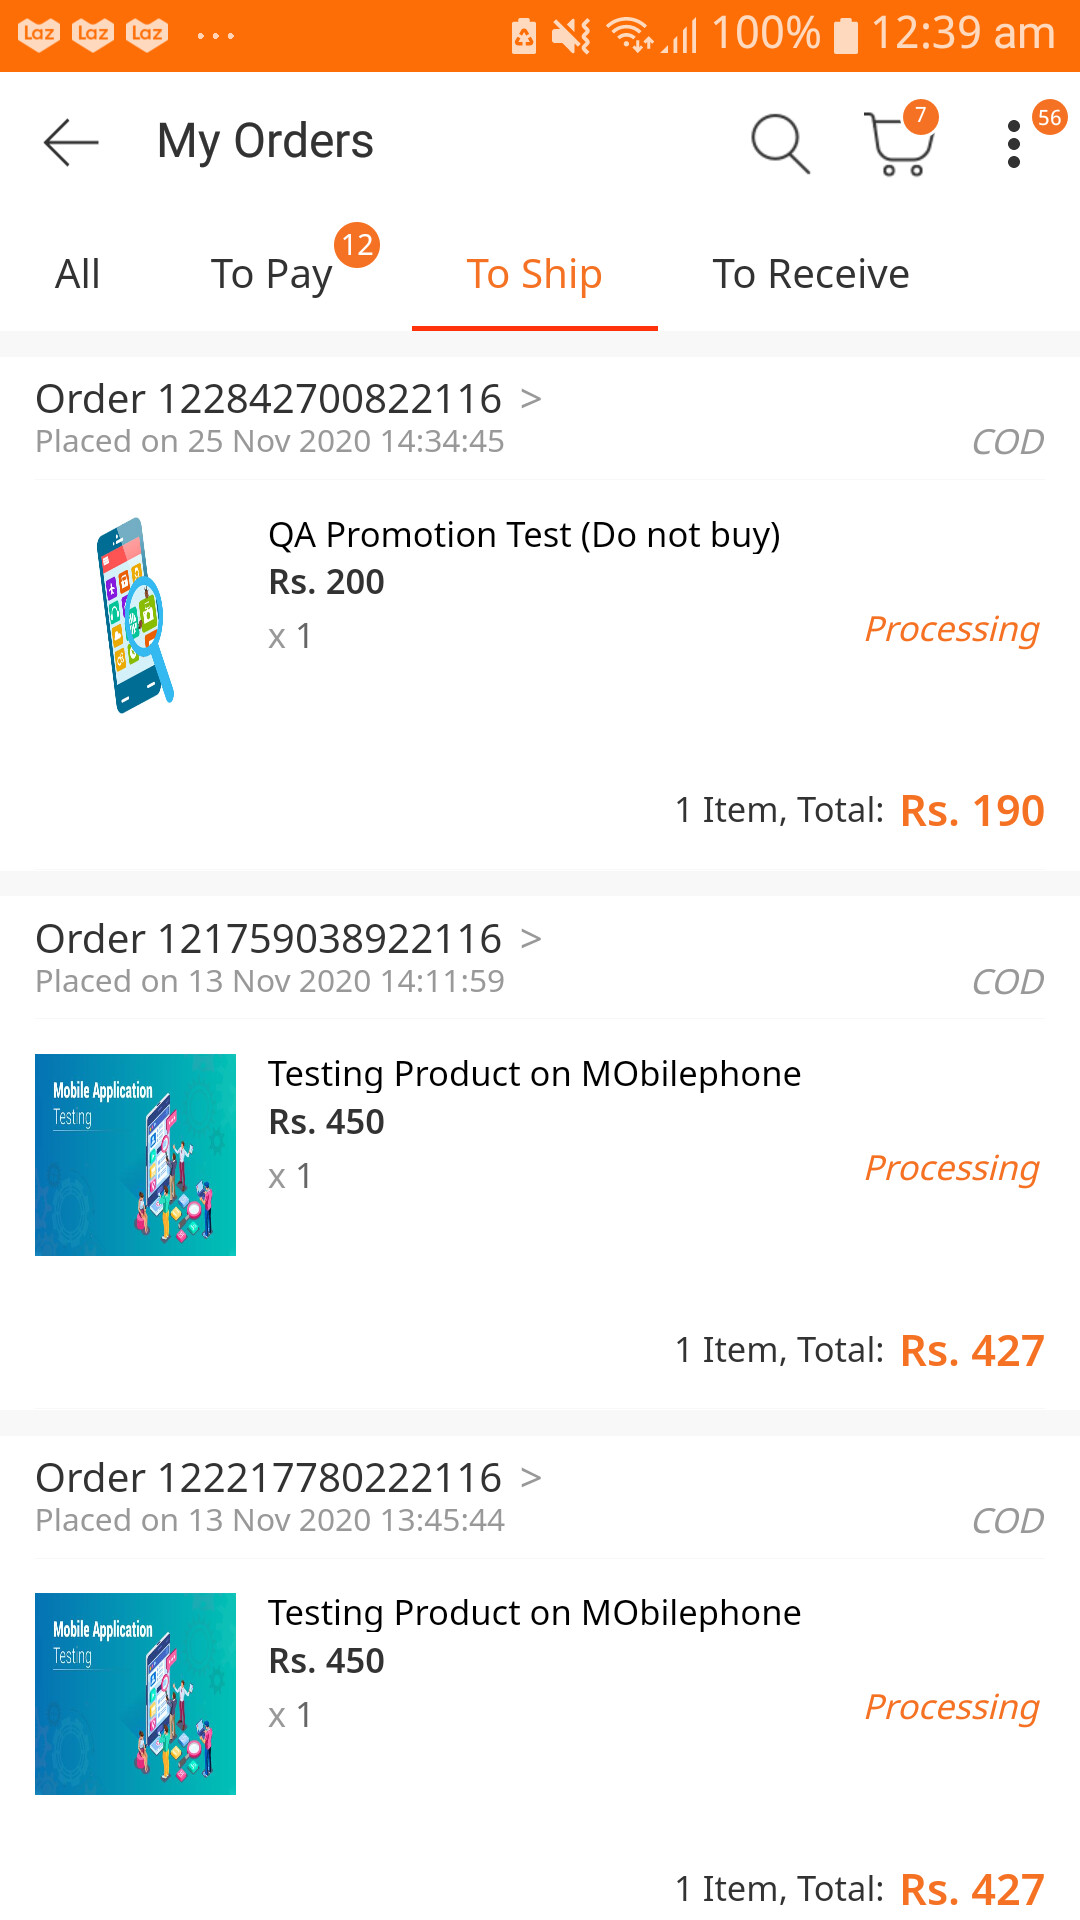 Laz Laz Laz ... 100% 12:39 am
My Orders 7 56
All To Pay 12 To Ship To Receive
Order 122842700822116 >
Placed on 25 Nov 2020 14:34:45 COD
QA Promotion Test (Do not buy)
Rs. 200
x 1 Processing
1 Item, Total: Rs. 190
Order 121759038922116 >
Placed on 13 Nov 2020 14:11:59 COD
Mobile Application
Testing
Testing Product on MObilephone
Rs. 450
x 1 Processing
1 Item, Total: Rs. 427
Order 122217780222116 >
Placed on 13 Nov 2020 13:45:44 COD
Mobile Application
Testing
Testing Product on MObilephone
Rs. 450
x 1 Processing
1 Item, Total: Rs. 427